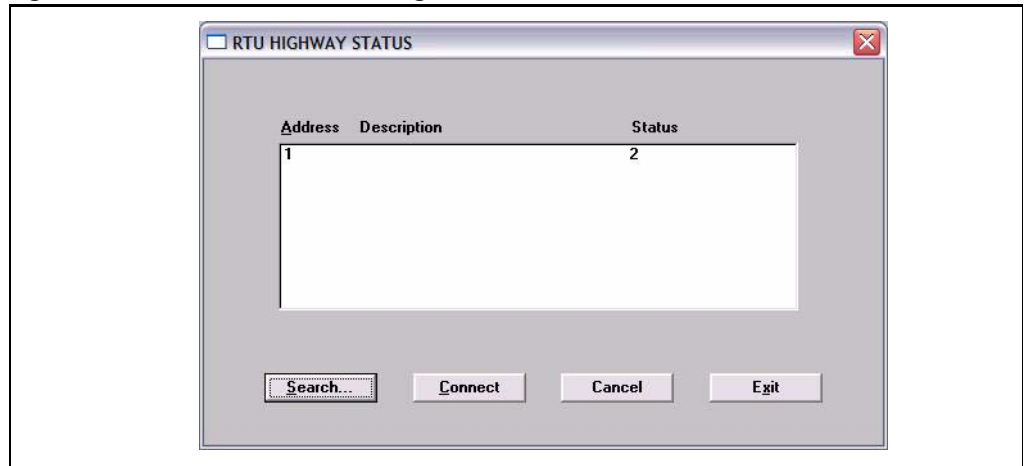 RTU HIGHWAY STATUS
Address Description Status
1 2
Search... Connect Cancel Exit